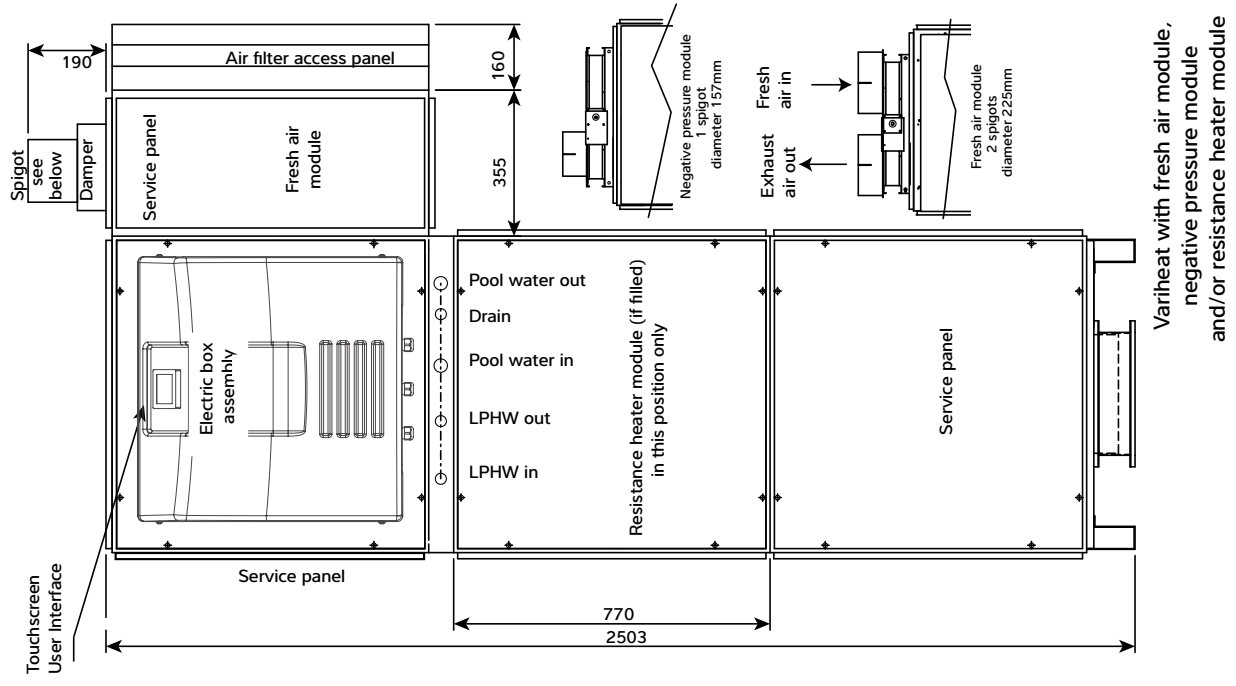 190
Air filter access panel
160
Spigot
see
below
Damper
Service panel
Fresh air
module
355
Negative pressure module
1 spigot
diameter 157mm
Fresh
air in
Exhaust
air out
Fresh air module
2 spigots
diameter 225mm
Electric box
assembly
Pool water out
Drain
Pool water in
LPHW out
LPHW in
Resistance heater module (if filled)
in this position only
Service panel
Service panel
Touchscreen
User Interface
770
2503
Variheat with fresh air module,
negative pressure module
and/or resistance heater module